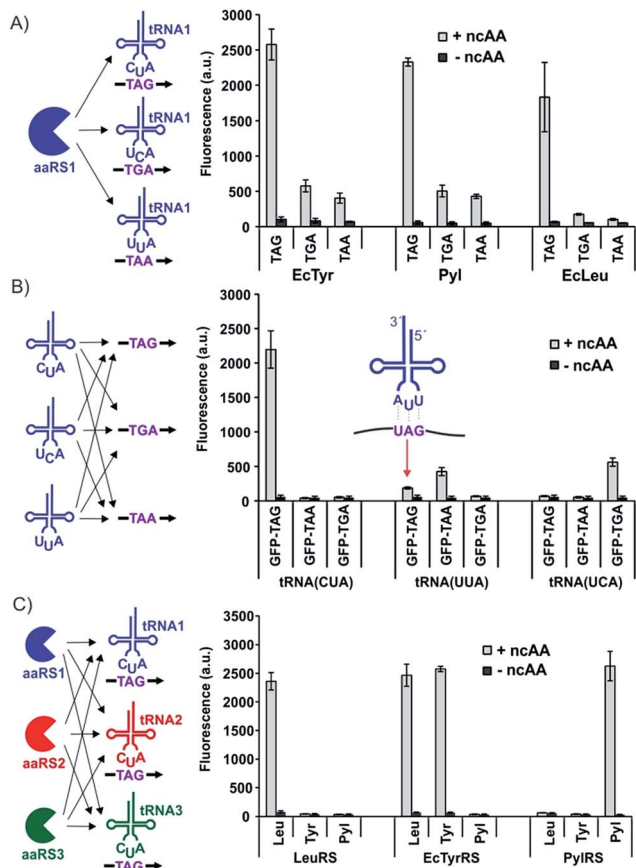 A)
tRNA1
CUA
TAG
tRNA1
UCA
TGA
tRNA1
UUA
TAA
aaRS1
Fluorescence (a.u.)
3000
2500
2000
1500
1000
500
0
+ ncAA
- ncAA
TAG TGA TAA TAG TGA TAA TAG TGA TAA
EcTyr Pyl EcLeu
B)
CUA
TAG
UCA
TGA
UUA
TAA
Fluorescence (a.u.)
3000
2500
2000
1500
1000
500
0
3´
5´
AUU
UAG
+ ncAA
- ncAA
GFP-TAG GFP-TAA GFP-TGA GFP-TAG GFP-TAA GFP-TGA GFP-TAG GFP-TAA GFP-TGA
tRNA(CUA) tRNA(UUA) tRNA(UCA)
C)
aaRS1
tRNA1
CUA
TAG
aaRS2
tRNA2
CUA
TAG
aaRS3
tRNA3
CUA
TAG
Fluorescence (a.u.)
3500
3000
2500
2000
1500
1000
500
0
+ ncAA
- ncAA
Leu Tyr Pyl Leu Tyr Pyl Leu Tyr Pyl
LeuRS EcTyrRS PylRS